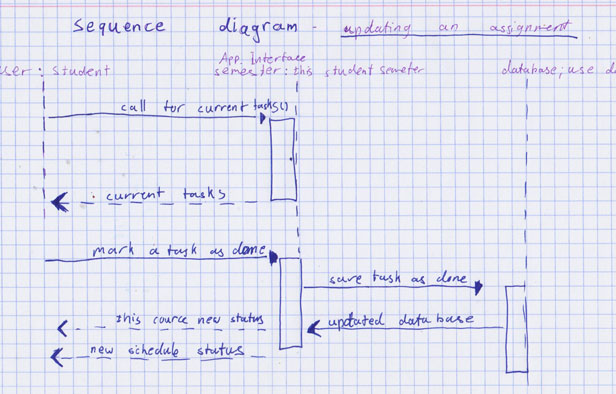 sequence diagram - updating an assignment
App. Interface
ser : student semester : this student semeter database; use d
call for current tasks()
: current tasks
mark a task as done
save task as done
this cource new status updated data base
new schedule status